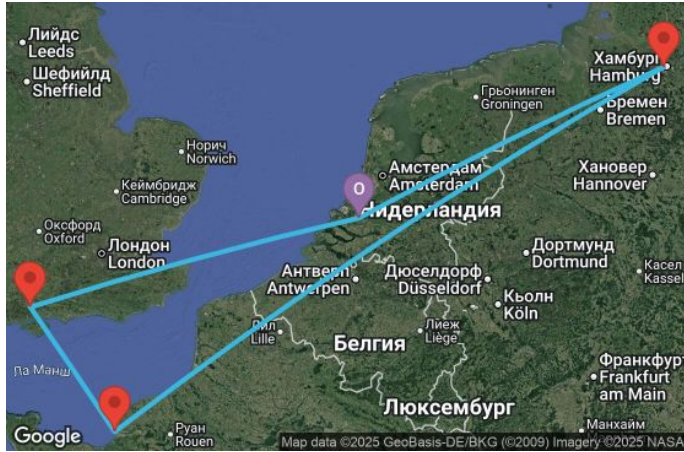 Лийдс
Leeds
Шефийлд
Sheffield
Норич
Norwich
Кеймбридж
Cambridge
Оксфорд
Oxford
Лондон
London
Ла Манш
Хамбург
Hamburg
Грьонинген
Groningen
Бремен
Bremen
Амстердам
Amsterdam
О
Нидерландия
Хановер
Hannover
Антверп
Antwerpen
Дюселдорф
Düsseldorf
Дортмунд
Dortmund
Касел
Kassel
Кьолн
Köln
Лил
Lille
Белгия
Лиеж
Liège
Франкфурт
Frankfurt
am Main
Люксембург
Руан
Rouen
Манхайм
Google
Map data ©2025 GeoBasis-DE/BKG (©2009) Imagery ©2025 NASA